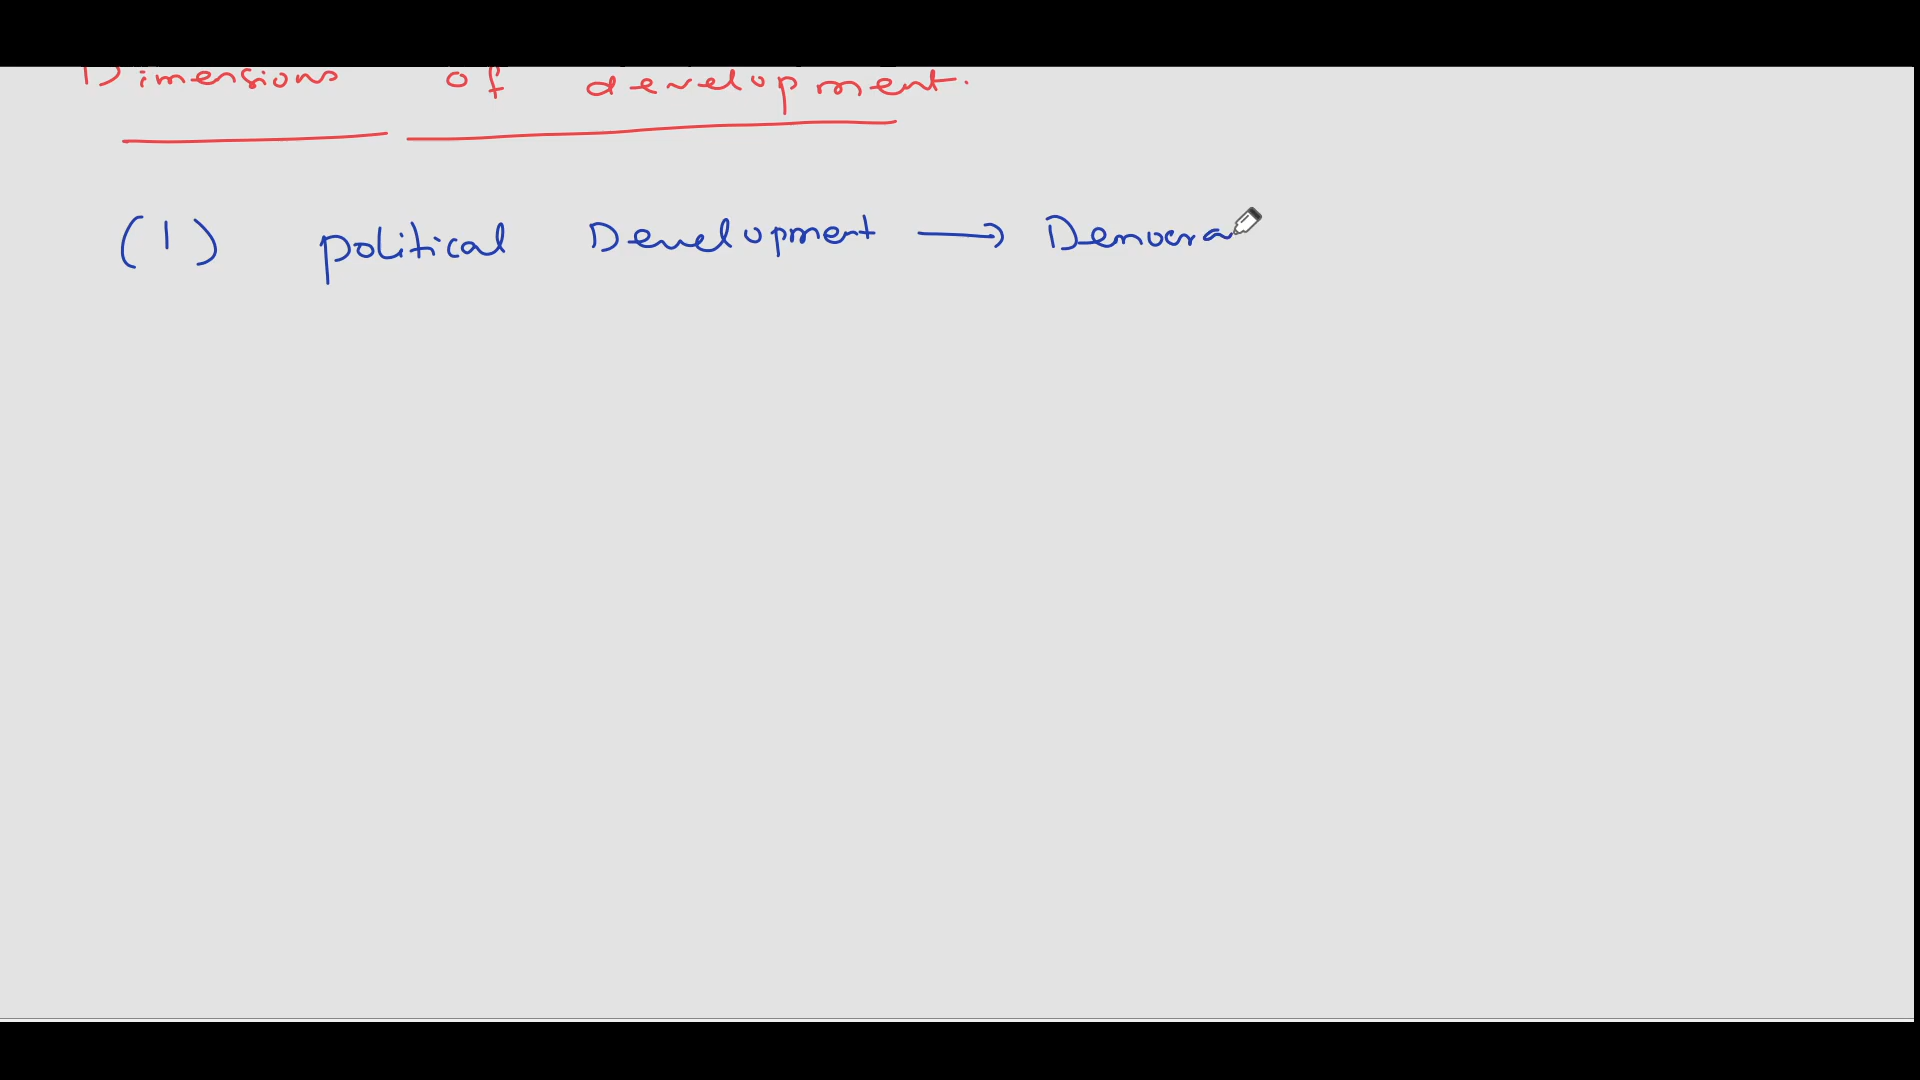 Dimensions of development.
(1) political Development → Democra